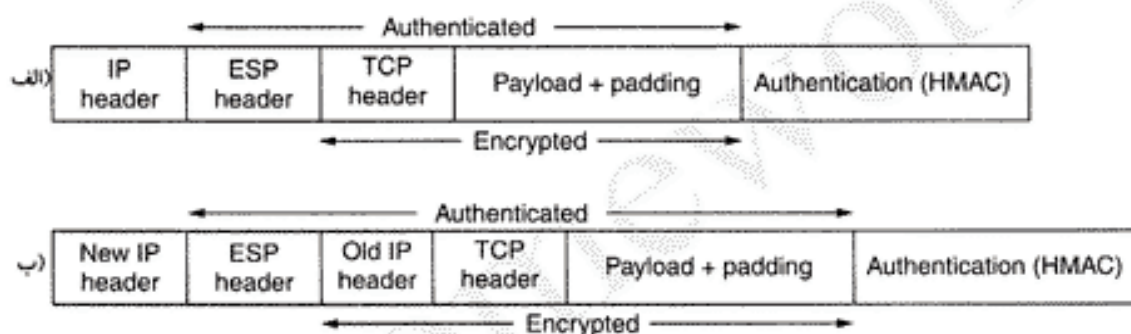 Authenticated
الف) IP header ESP header TCP header Payload + padding Authentication (HMAC)
Encrypted
Authenticated
ب) New IP header ESP header Old IP header TCP header Payload + padding Authentication (HMAC)
Encrypted